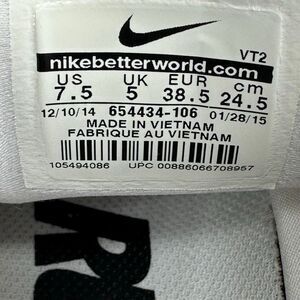 VT2
nikebetterworld.com
US UK EUR cm
7.5 5 38.5 24.5
12/10/14 654434-106 01/28/15
MADE IN VIETNAM
FABRIQUE AU VIETNAM
105494086 UPC 00886066708957